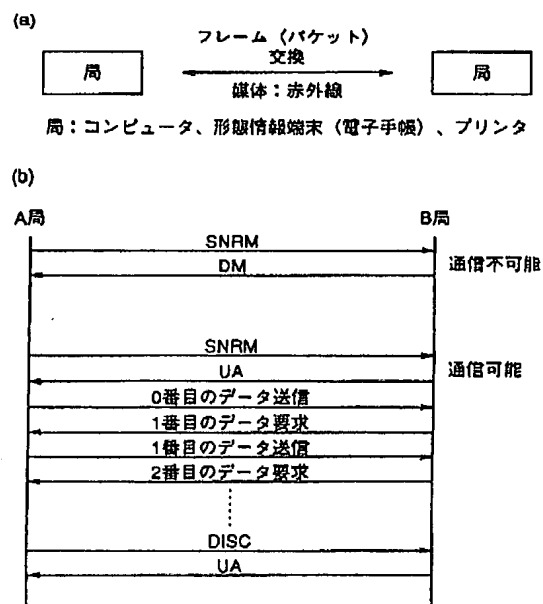 (a)
フレーム（パケット）
交換
局
局
媒体：赤外線
局：コンピュータ、形態情報端末（電子手帳）、プリンタ
(b)
A局
B局
SNRM
DM
通信不可能
SNRM
UA
通信可能
0番目のデータ送信
1番目のデータ要求
1番目のデータ送信
2番目のデータ要求
DISC
UA